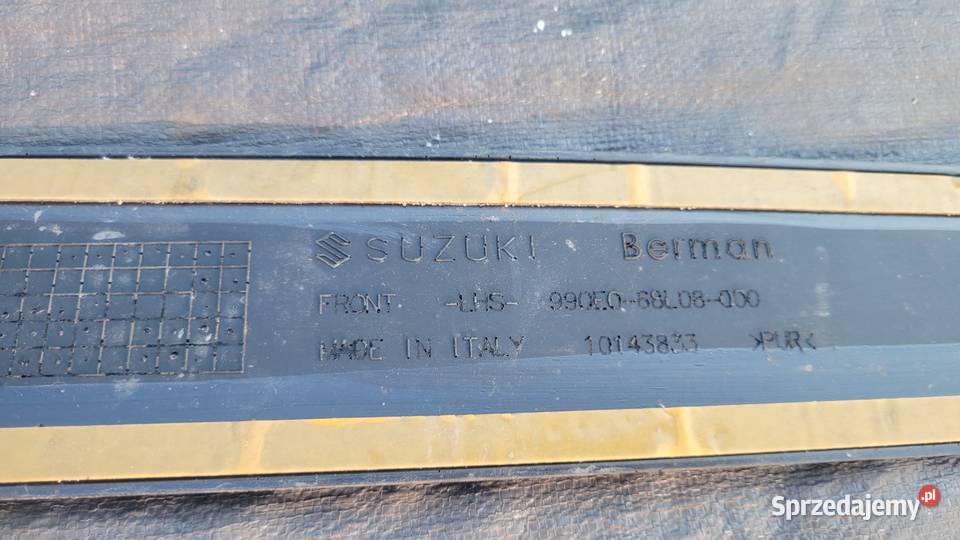 SUZUKI Berman
FRONT -LHS- 990E0-68L08-000
MADE IN ITALY 10143833 >PUR<
Sprzedajemy.pl